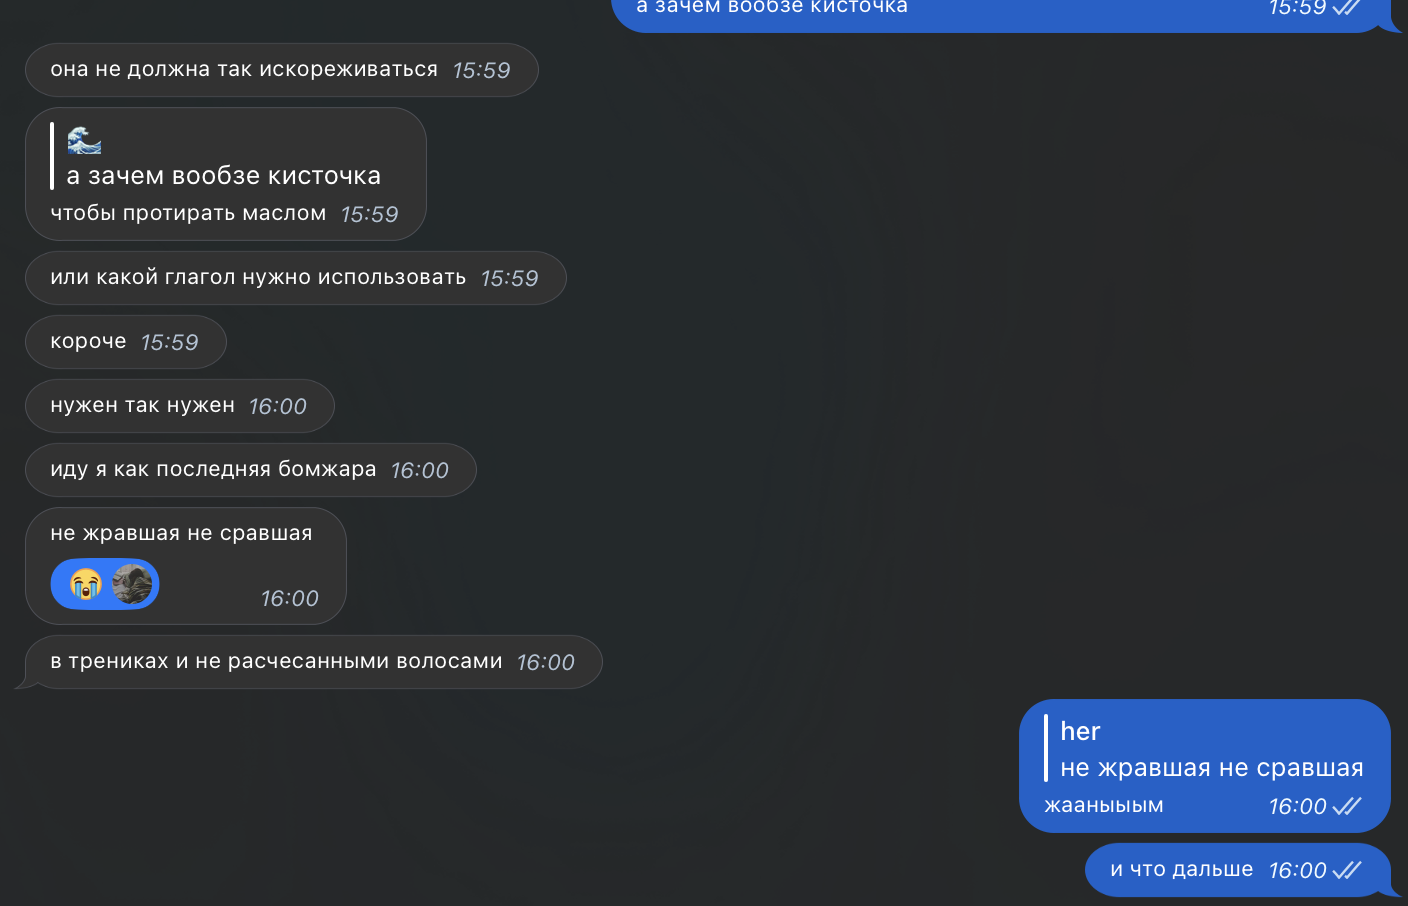 а зачем вообзе кисточка 15:59
она не должна так искореживаться 15:59
🌊
а зачем вообзе кисточка
чтобы протирать маслом 15:59
или какой глагол нужно использовать 15:59
короче 15:59
нужен так нужен 16:00
иду я как последняя бомжара 16:00
не жравшая не сравшая
😭 16:00
в трениках и не расчесанными волосами 16:00
her
не жравшая не сравшая
жааныыым 16:00
и что дальше 16:00